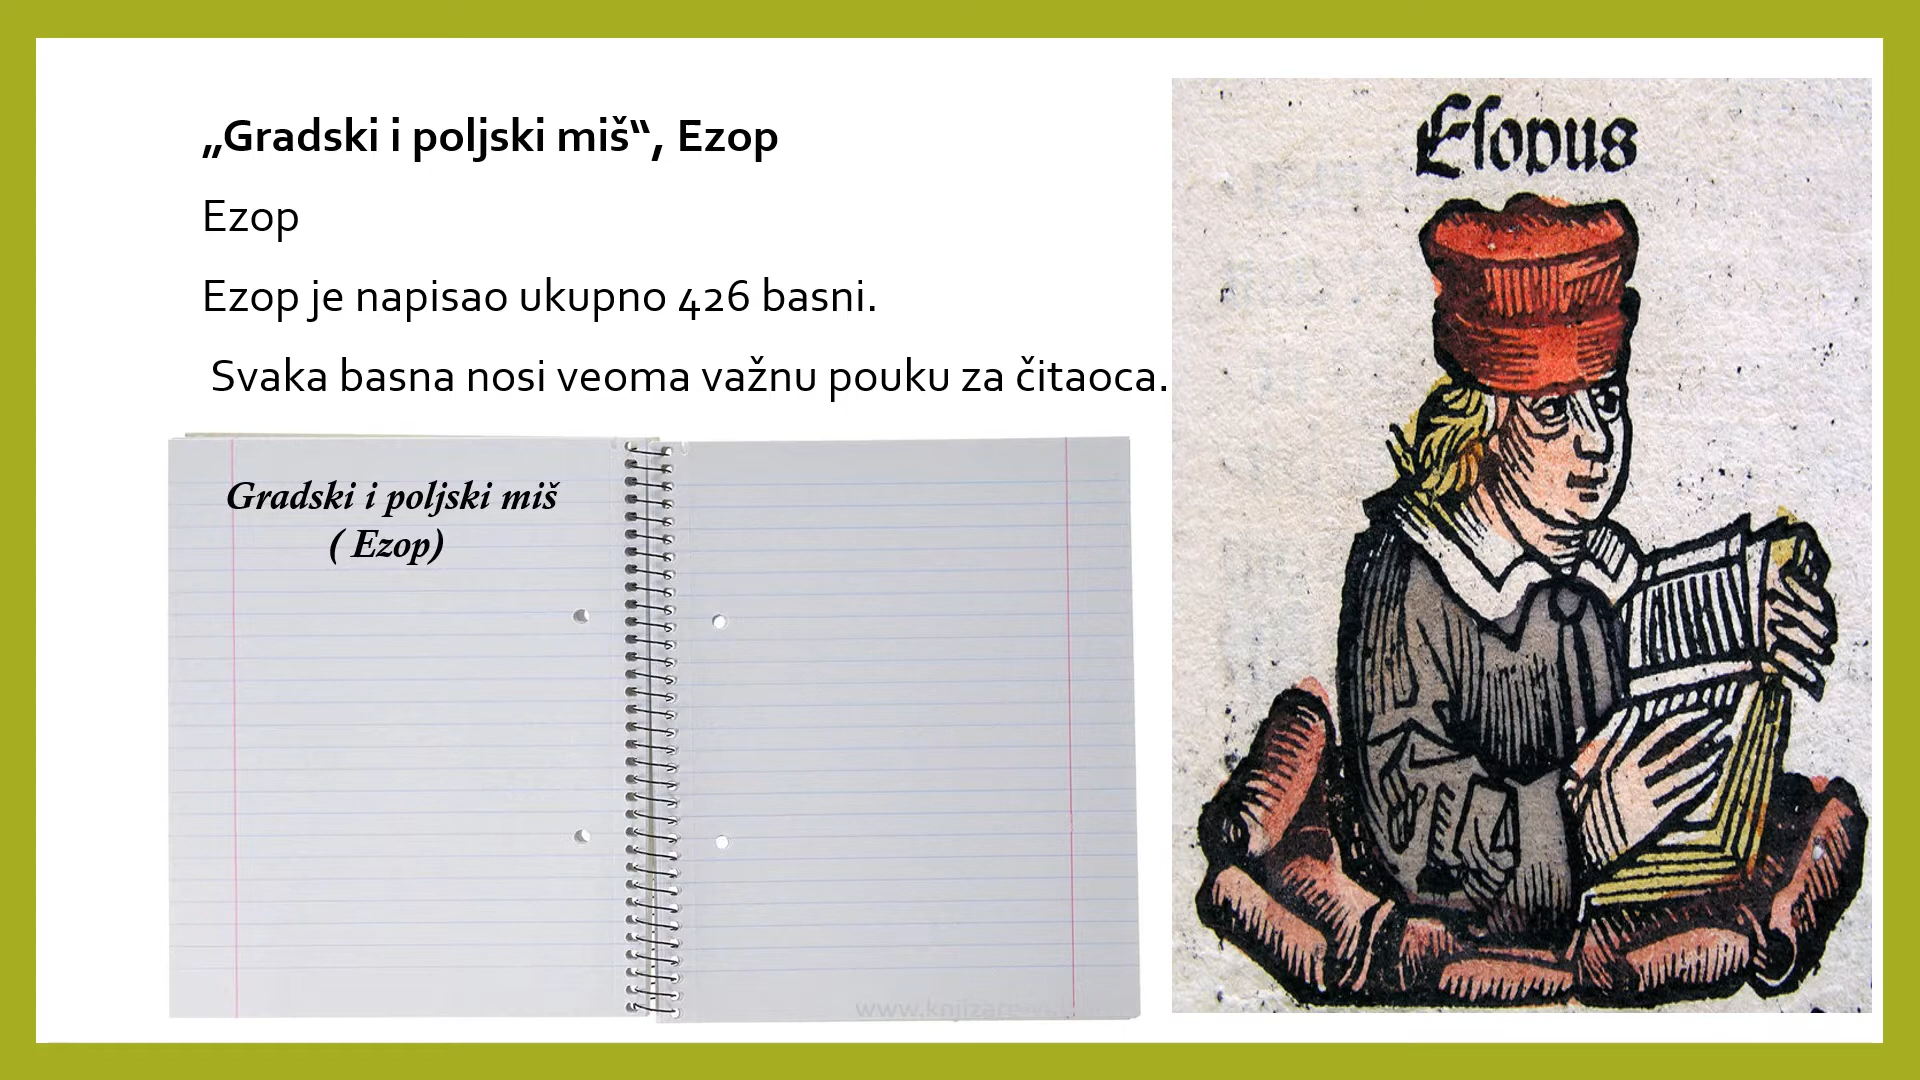 „Gradski i poljski miš“, Ezop
Ezop
Ezop je napisao ukupno 426 basni.
Svaka basna nosi veoma važnu pouku za čitaoca.
Gradski i poljski miš
( Ezop)
Esopus